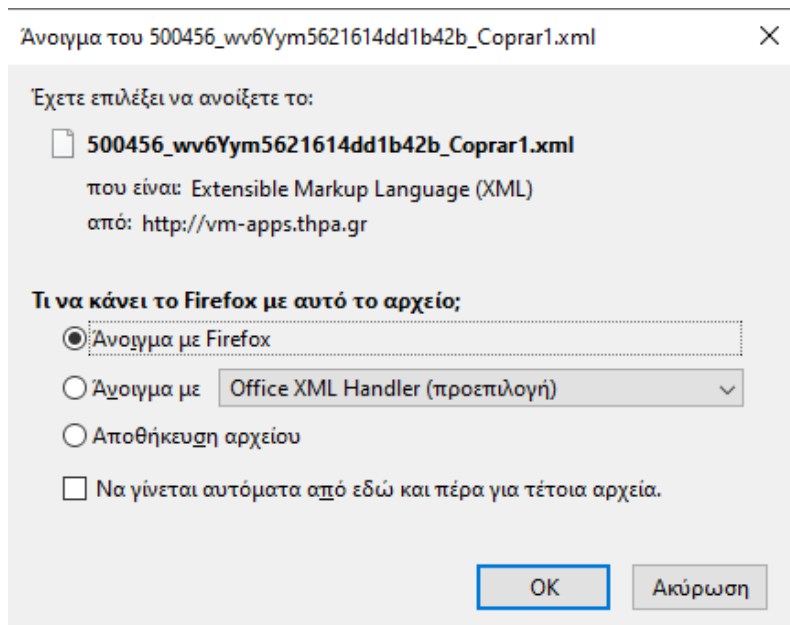 Άνοιγμα του 500456_wv6Yym5621614dd1b42b_Coprar1.xml
Έχετε επιλέξει να ανοίξετε το:
500456_wv6Yym5621614dd1b42b_Coprar1.xml
που είναι: Extensible Markup Language (XML)
από: http://vm-apps.thpa.gr
Τι να κάνει το Firefox με αυτό το αρχείο;
Άνοιγμα με Firefox
Άνοιγμα με Office XML Handler (προεπιλογή)
Αποθήκευση αρχείου
Να γίνεται αυτόματα από εδώ και πέρα για τέτοια αρχεία.
OK Ακύρωση